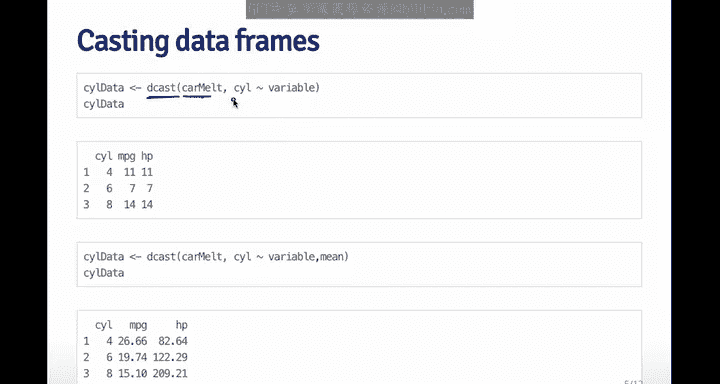 Casting data frames
cylData <- dcast(carMelt, cyl ~ variable)
cylData
cyl mpg hp
1 4 11 11
2 6 7 7
3 8 14 14
cylData <- dcast(carMelt, cyl ~ variable,mean)
cylData
cyl mpg hp
1 4 26.66 82.64
2 6 19.74 122.29
3 8 15.10 209.21